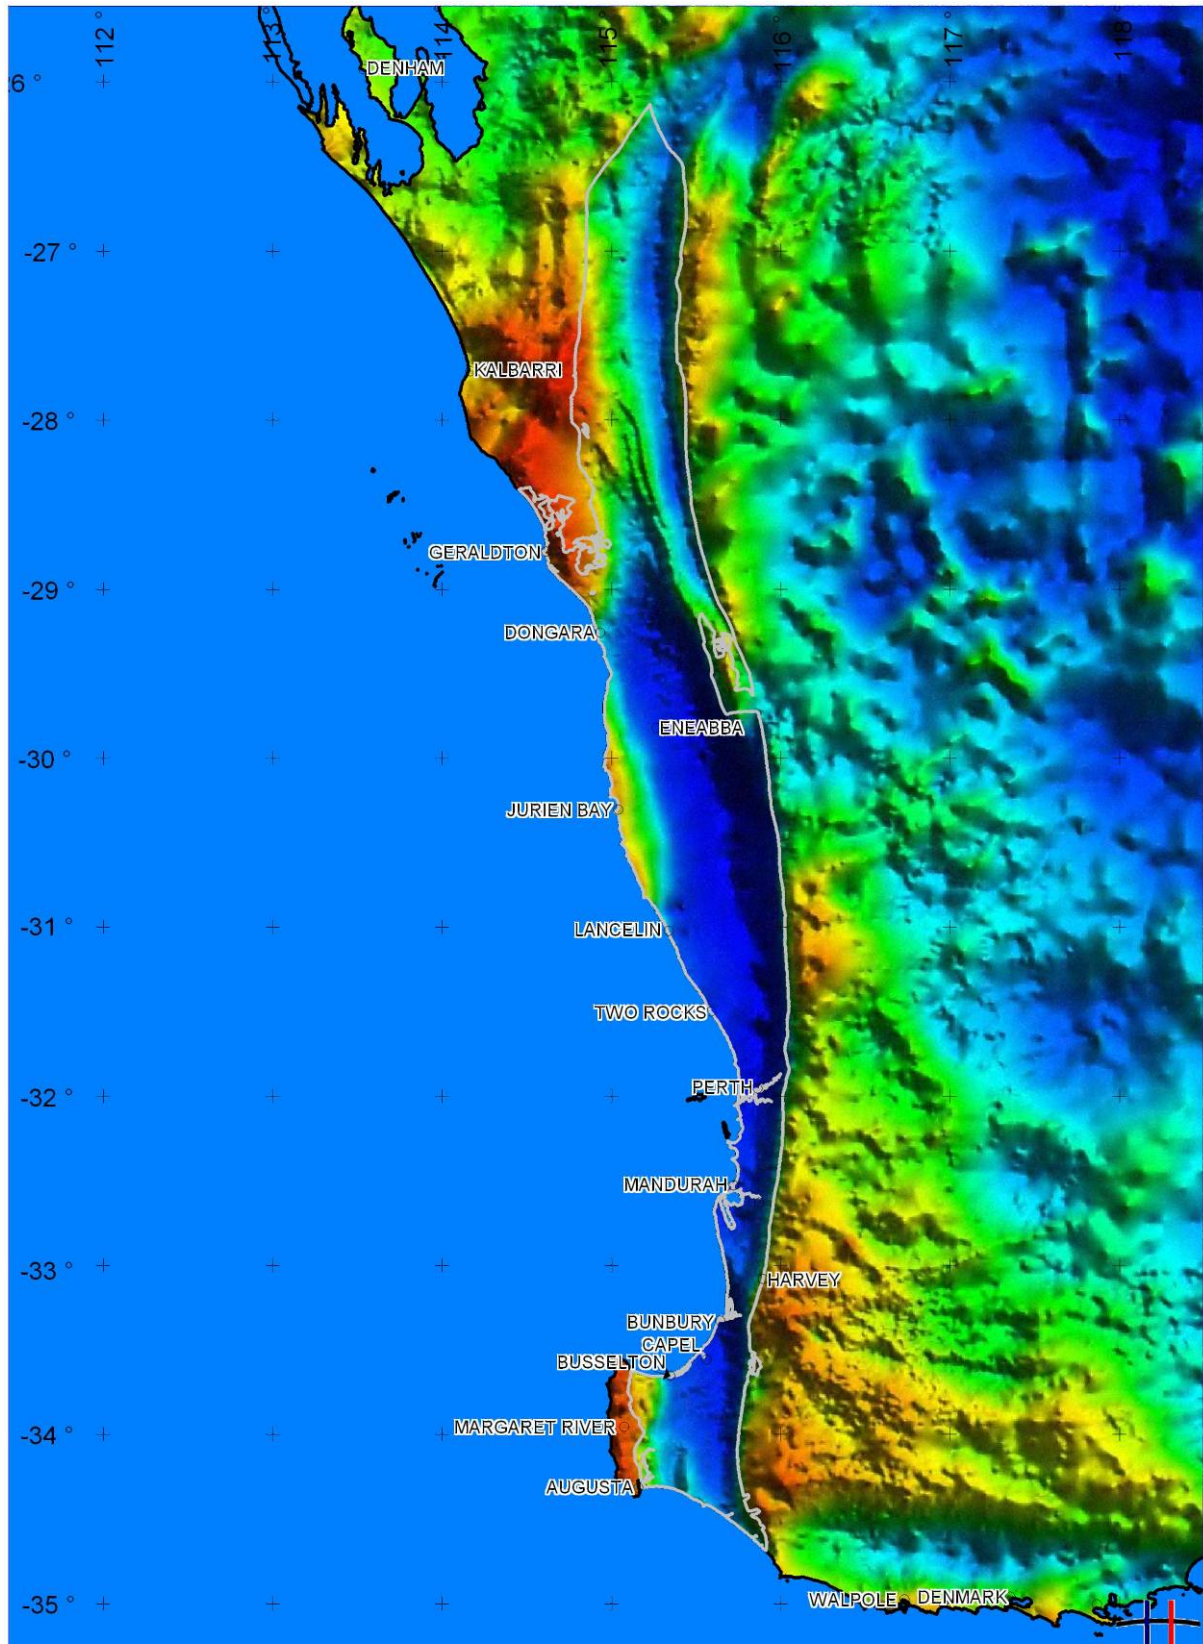 112 °
113 °
114 °
115 °
116 °
117 °
118 °
DENHAM
6 °
-27 °
KALBARRI
-28 °
GERALDTON
-29 °
DONGARA
ENEABBA
-30 °
JURIEN BAY
-31 °
LANCELIN
TWO ROCKS
PERTH
-32 °
MANDURAH
-33 °
HARVEY
BUNBURY
CAPEL
BUSSELTON
MARGARET RIVER
-34 °
AUGUSTA
WALPOLE
DENMARK
-35 °